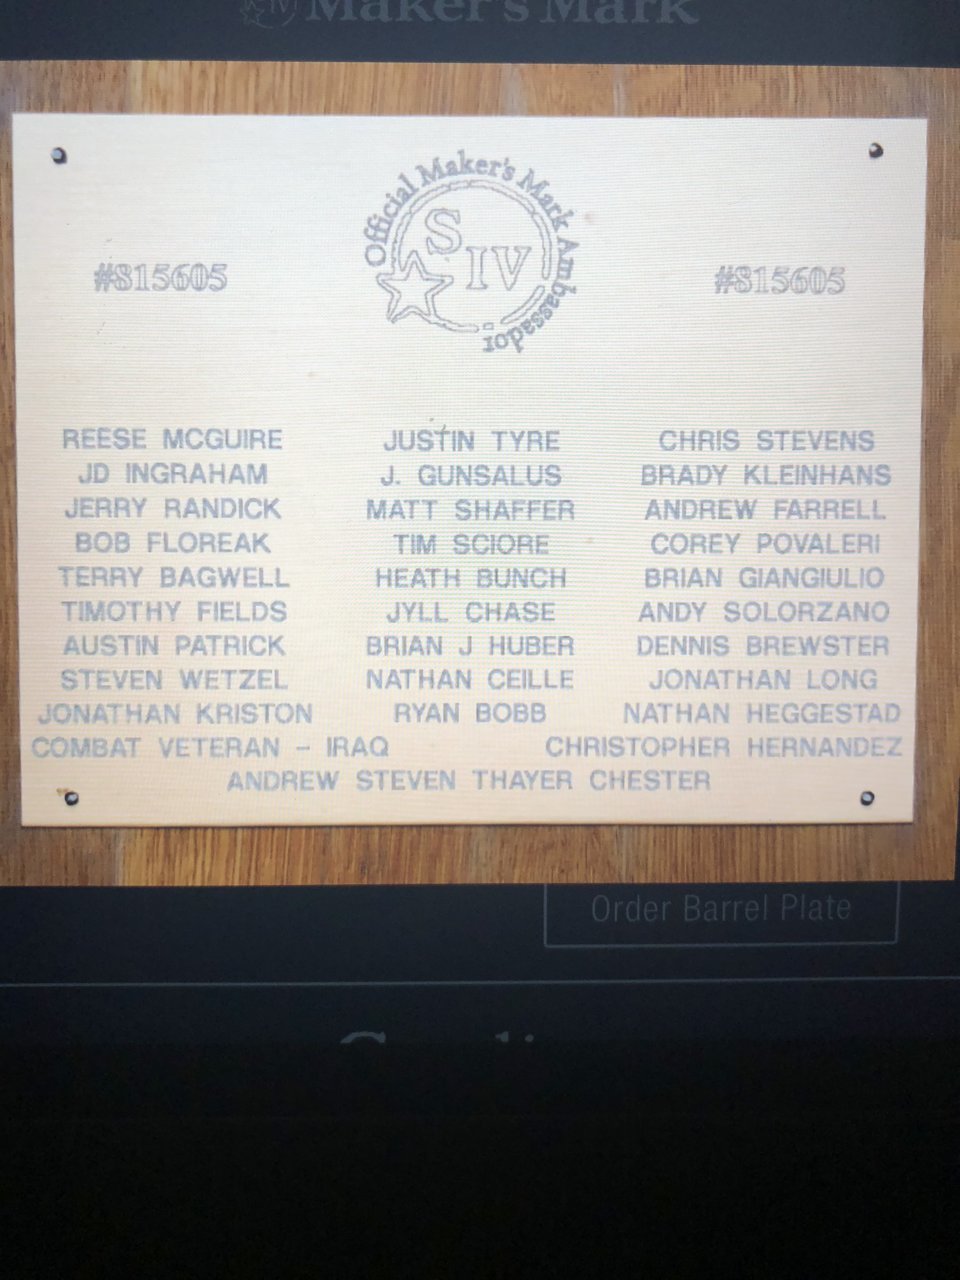 Maker's Mark
Official Maker's Mark Ambassador
S IV
#815605 #815605
REESE MCGUIRE JUSTIN TYRE CHRIS STEVENS
JD INGRAHAM J. GUNSALUS BRADY KLEINHANS
JERRY RANDICK MATT SHAFFER ANDREW FARRELL
BOB FLOREAK TIM SCIORE COREY POVALERI
TERRY BAGWELL HEATH BUNCH BRIAN GIANGIULIO
TIMOTHY FIELDS JYLL CHASE ANDY SOLORZANO
AUSTIN PATRICK BRIAN J HUBER DENNIS BREWSTER
STEVEN WETZEL NATHAN CEILLE JONATHAN LONG
JONATHAN KRISTON RYAN BOBB NATHAN HEGGESTAD
COMBAT VETERAN - IRAQ CHRISTOPHER HERNANDEZ
ANDREW STEVEN THAYER CHESTER
Order Barrel Plate